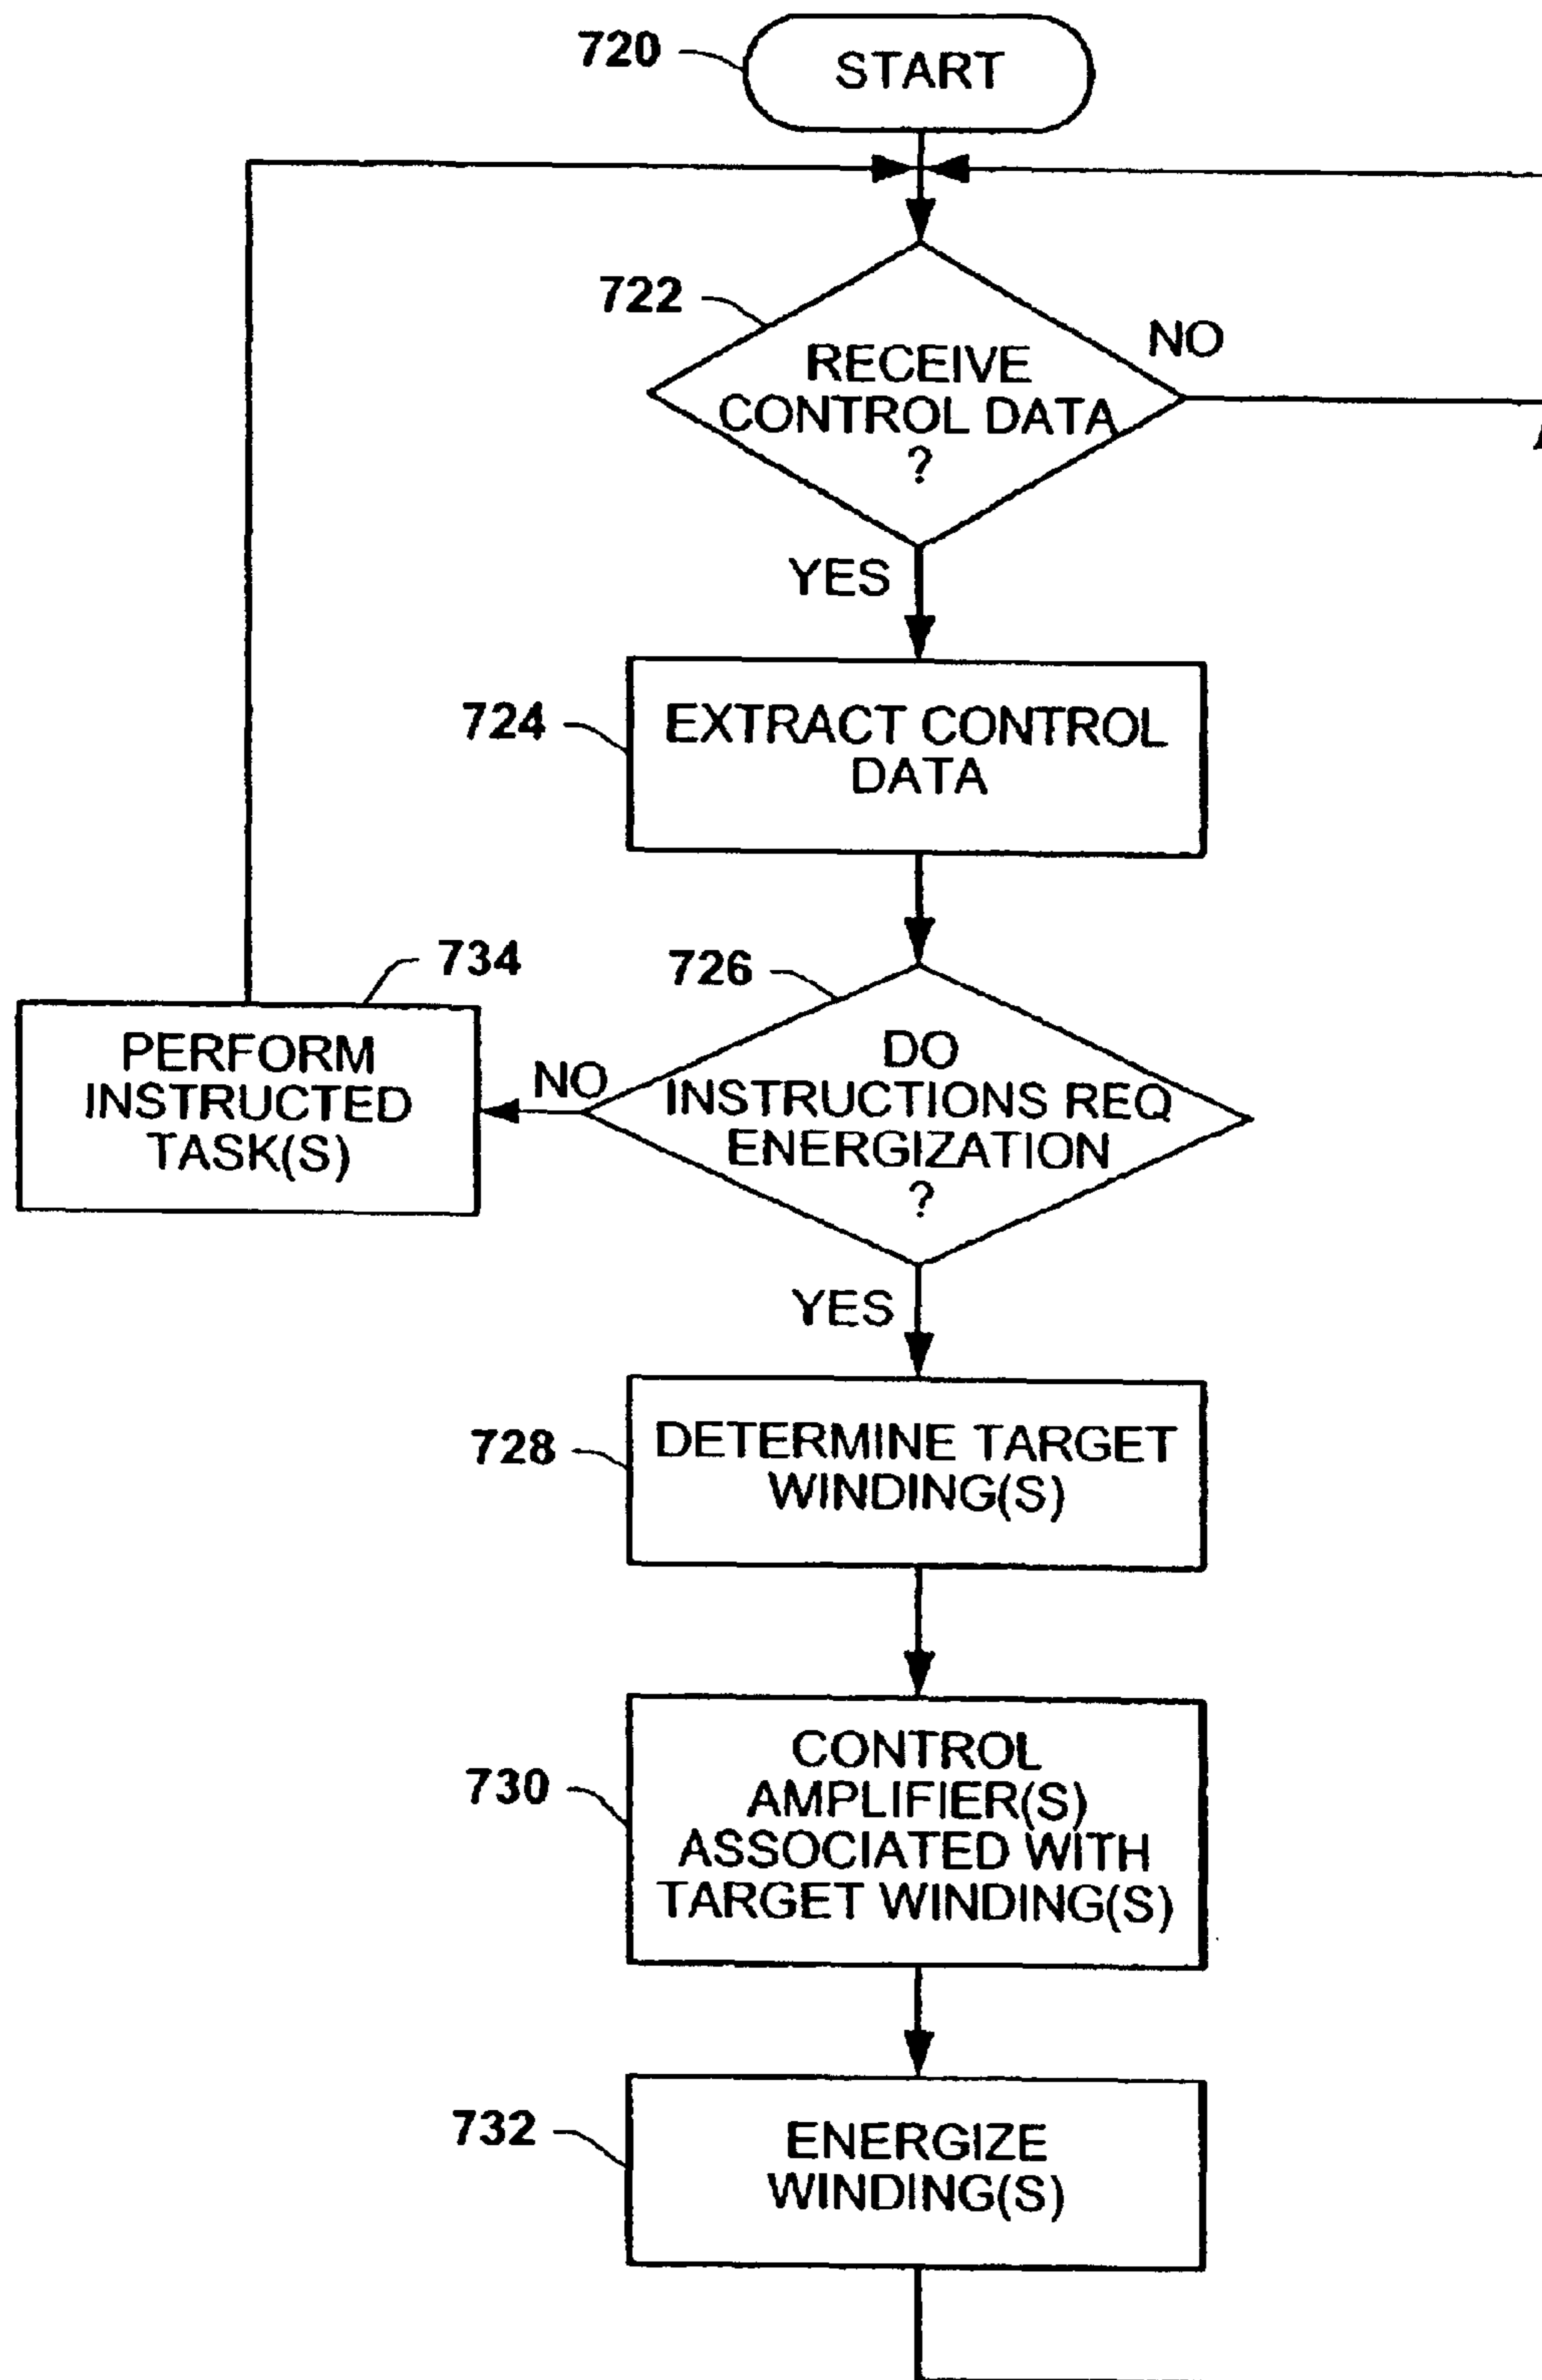 720
START
722
RECEIVE
CONTROL DATA
?
NO
YES
724
EXTRACT CONTROL
DATA
734
PERFORM
INSTRUCTED
TASK(S)
726
DO
INSTRUCTIONS REQ
ENERGIZATION
?
NO
YES
728
DETERMINE TARGET
WINDING(S)
730
CONTROL
AMPLIFIER(S)
ASSOCIATED WITH
TARGET WINDING(S)
732
ENERGIZE
WINDING(S)